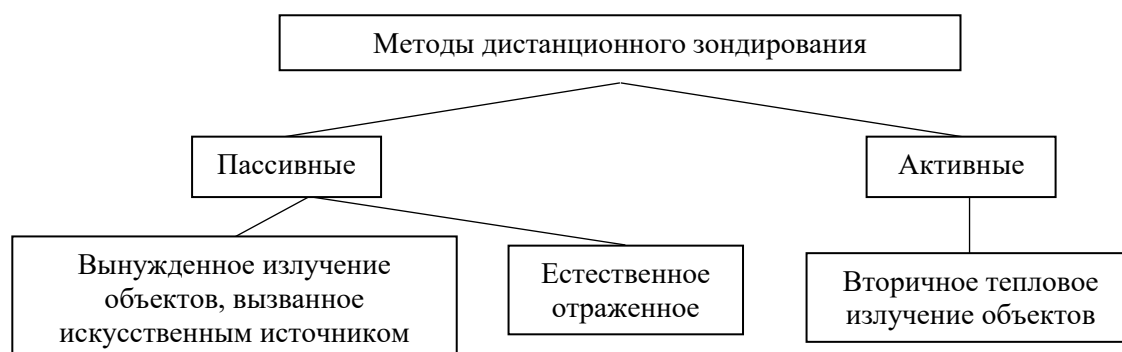 Методы дистанционного зондирования
Пассивные
Активные
Вынужденное излучение
объектов, вызванное
искусственным источником
Естественное
отраженное
Вторичное тепловое
излучение объектов